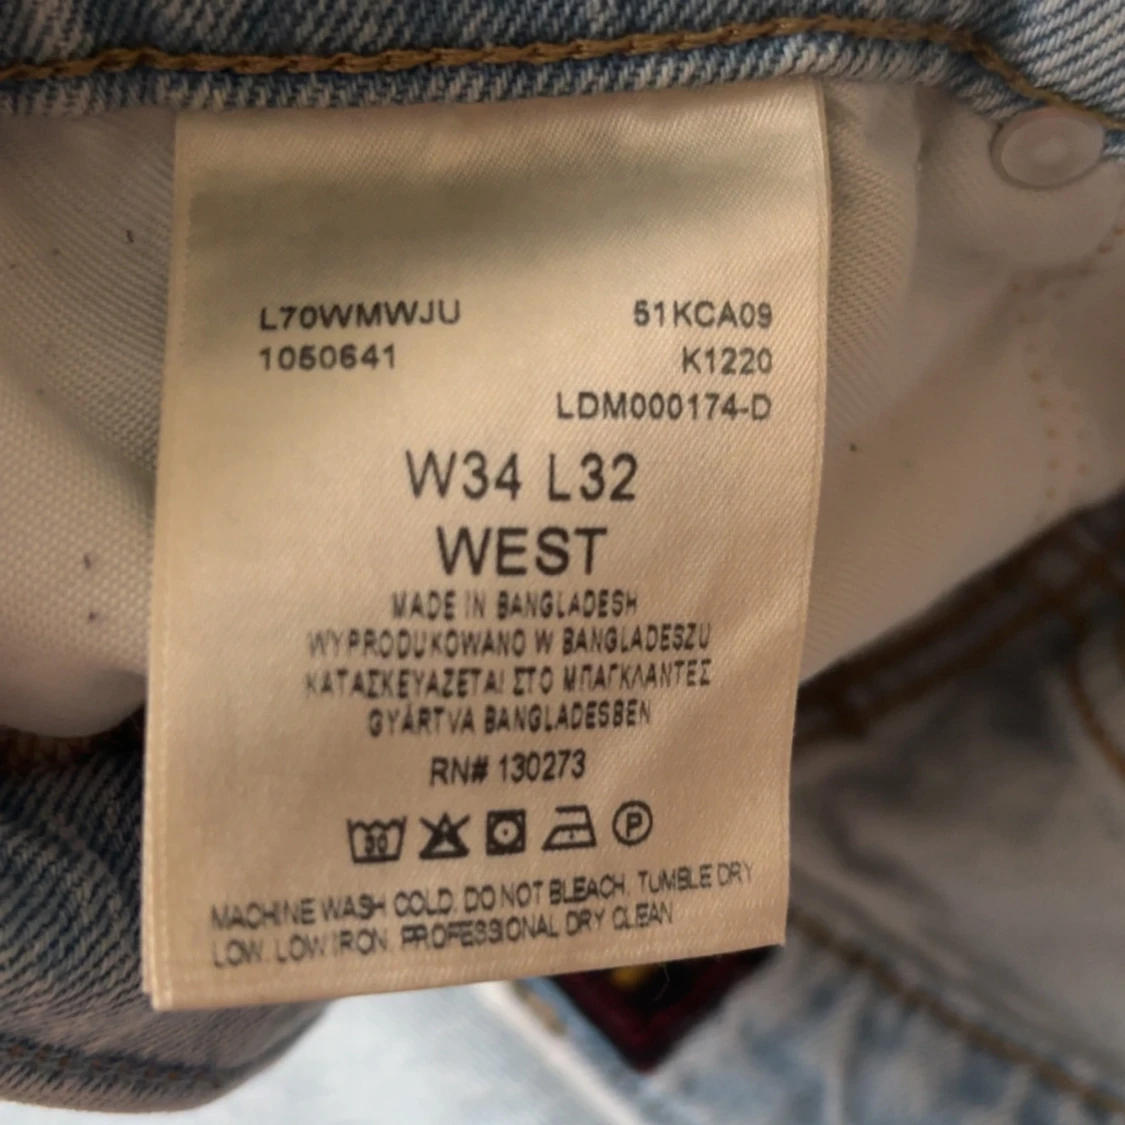 L70WMWJU 51KCA09
1050641 K1220
LDM000174-D
W34 L32
WEST
MADE IN BANGLADESH
WYPRODUKOWANO W BANGLADESZU
ΚΑΤΑΣΚΕΥΑΖΕΤΑΙ ΣΤΟ ΜΠΑΓΚΛΑΝΤΕΣ
GYÁRTVA BANGLADESBEN
RN# 130273
30 P
MACHINE WASH COLD. DO NOT BLEACH. TUMBLE DRY
LOW. LOW IRON. PROFESSIONAL DRY CLEAN